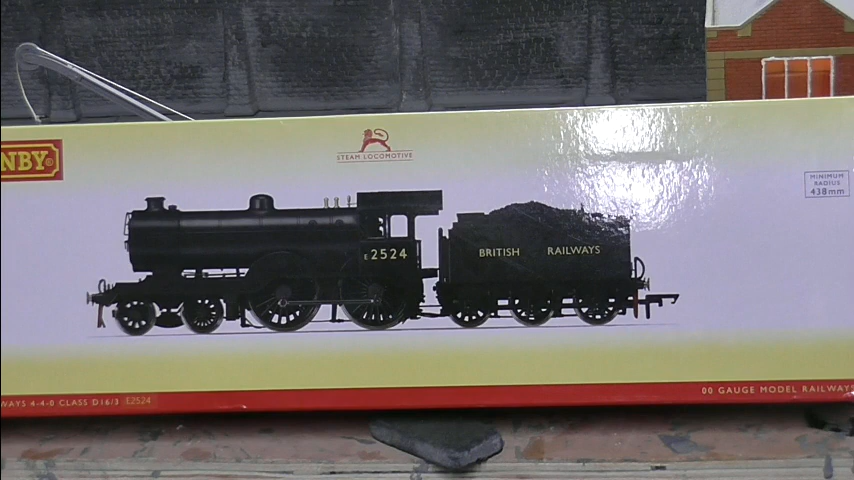 NBY
STEAM LOCOMOTIVE
MINIMUM
RADIUS
438mm
E2524
BRITISH RAILWAYS
WAYS 4-4-0 CLASS D16/3 E2524
00 GAUGE MODEL RAILWAYS